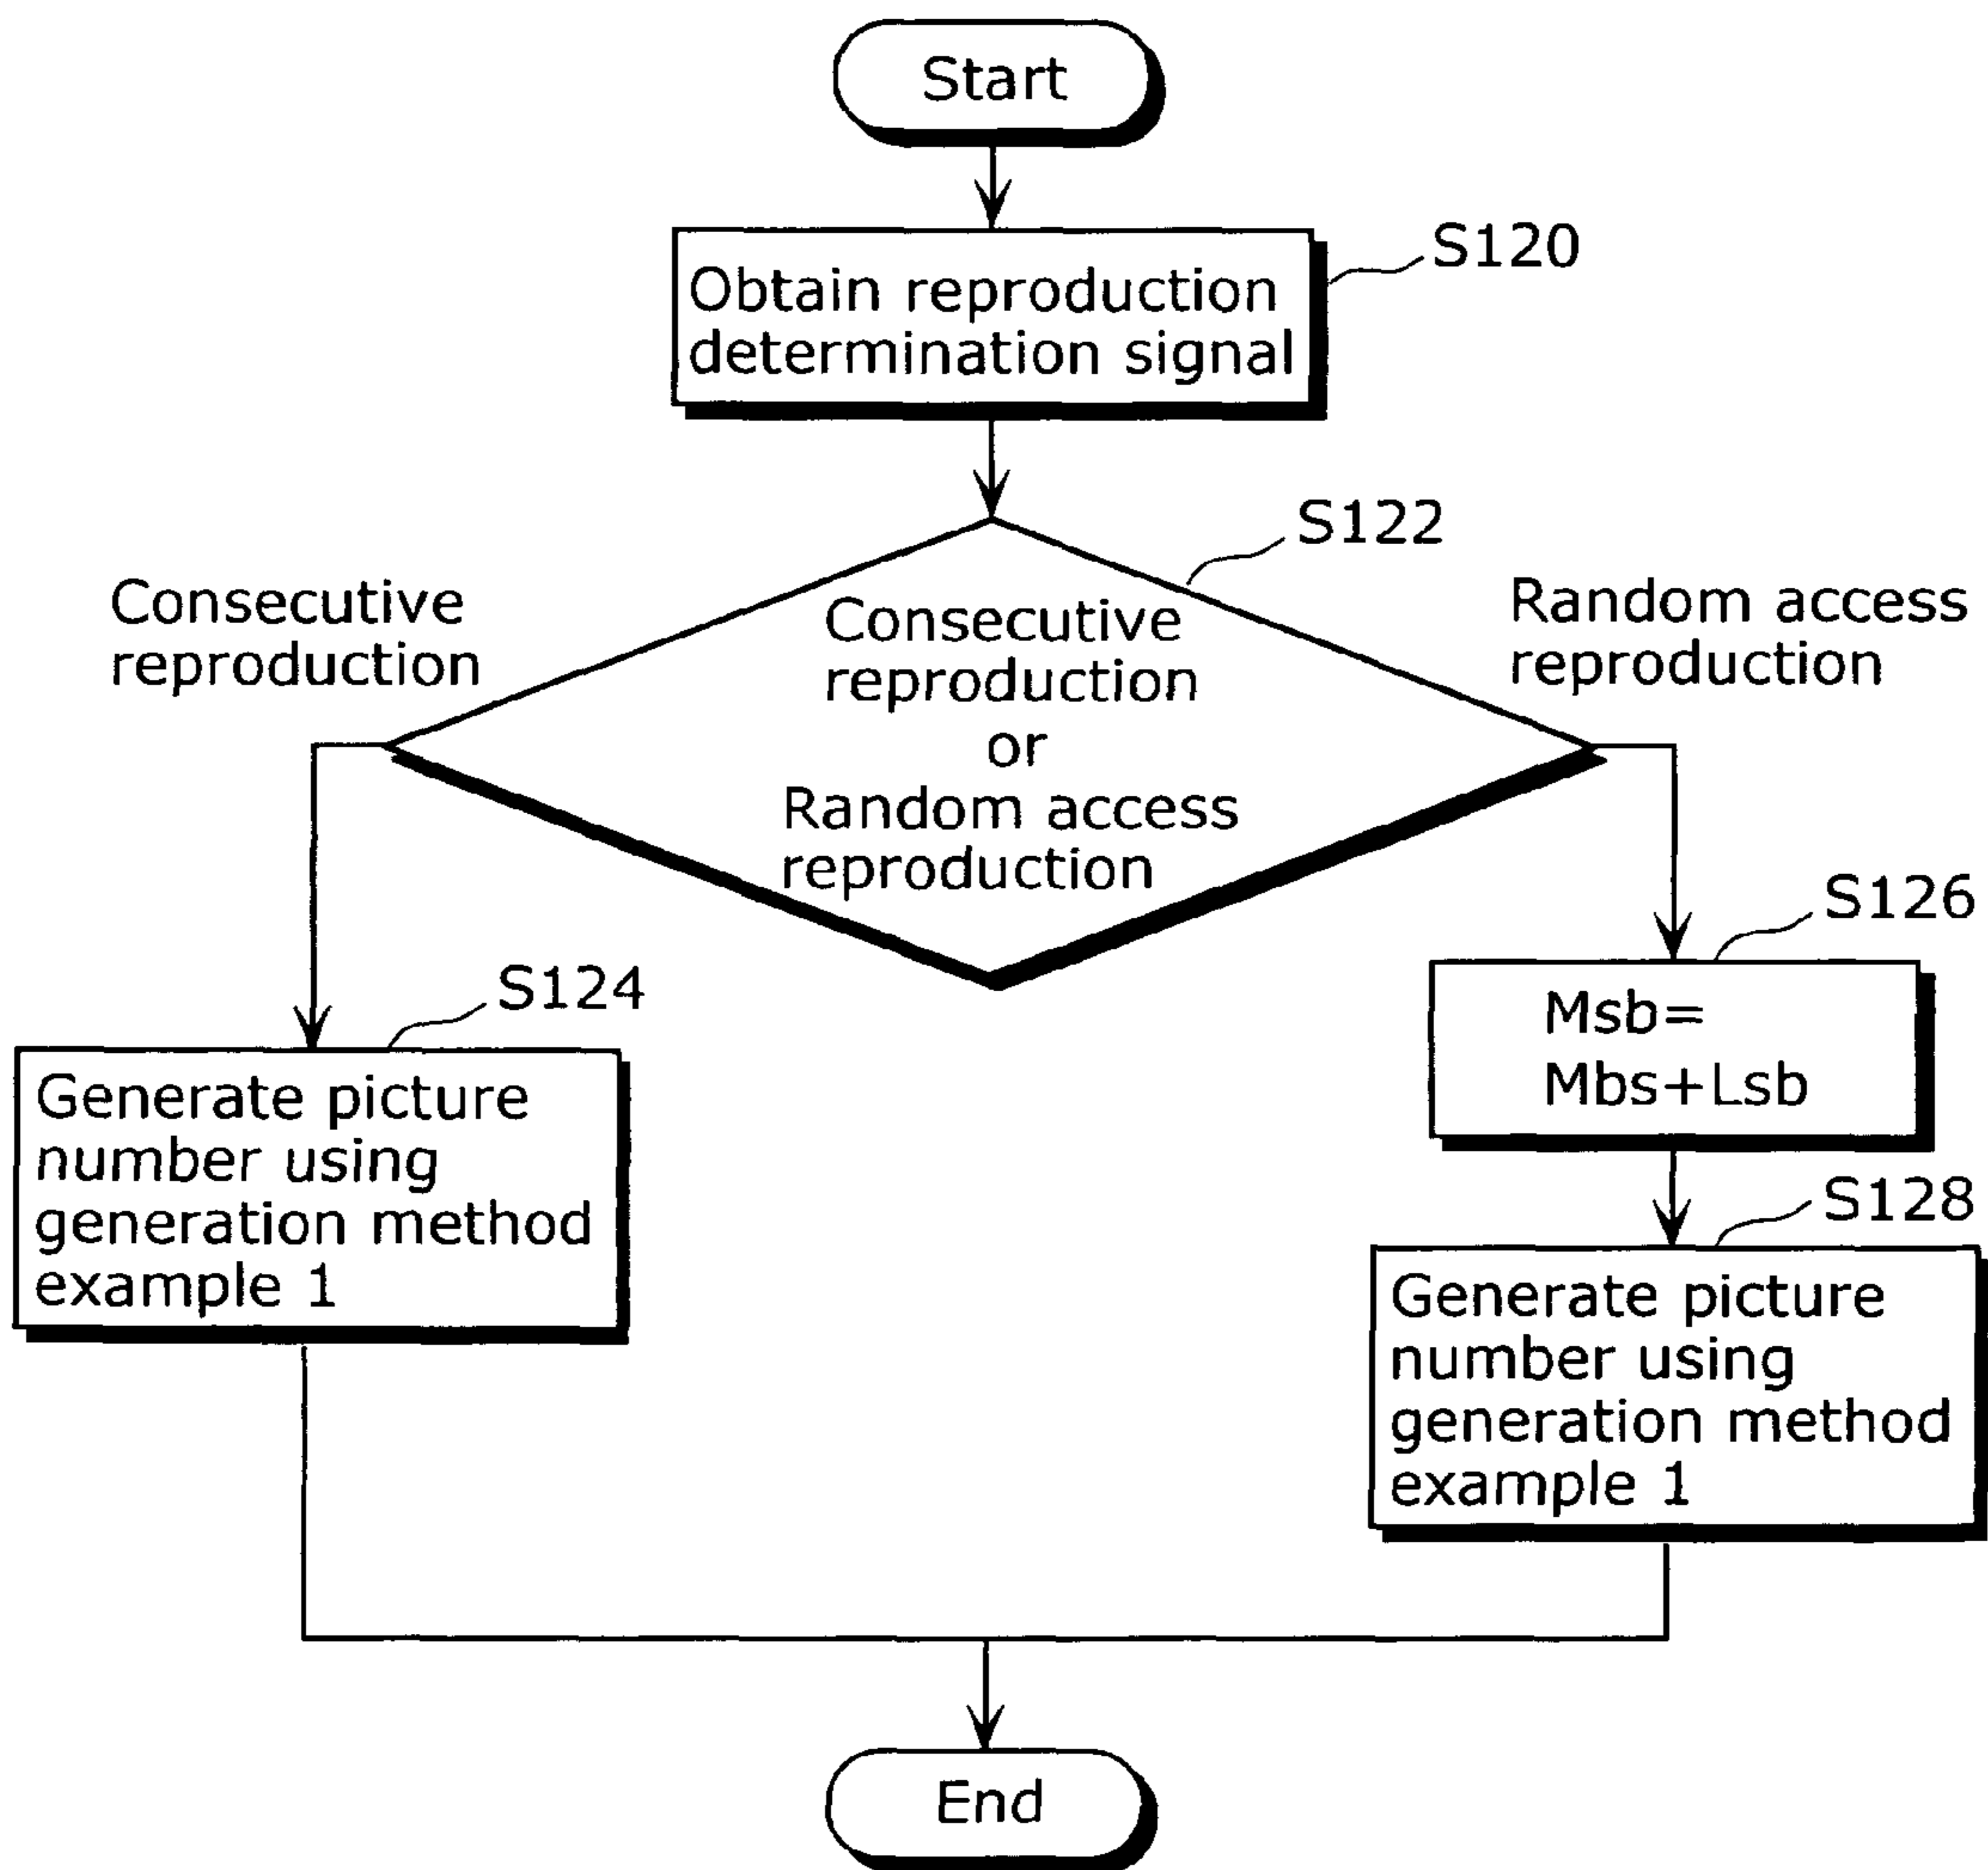 Start
S120
Obtain reproduction
determination signal
S122
Consecutive
reproduction
Consecutive
reproduction
or
Random access
reproduction
Random access
reproduction
S124
Generate picture
number using
generation method
example 1
S126
Msb=
Mbs+Lsb
S128
Generate picture
number using
generation method
example 1
End